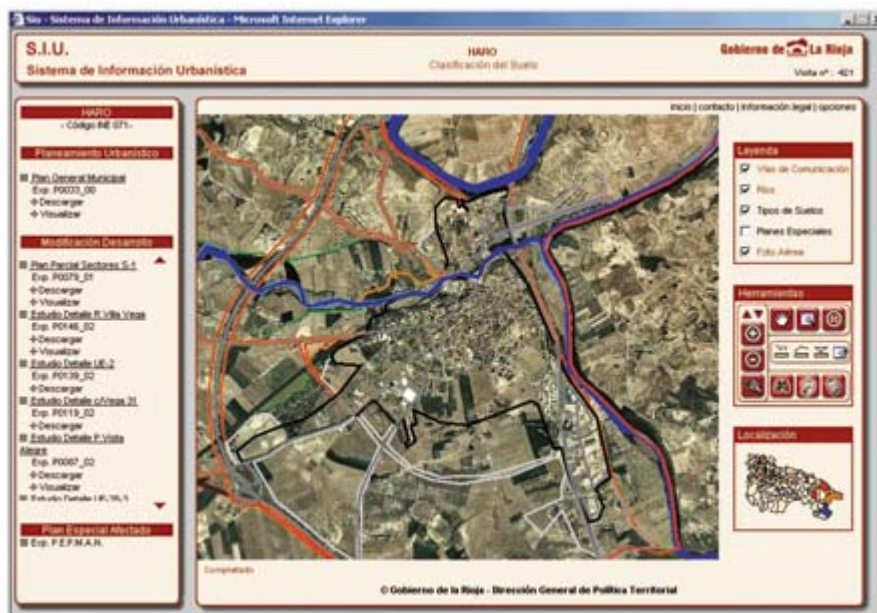 Siu - Sistema de Información Urbanística - Microsoft Internet Explorer
S.I.U.
Sistema de Información Urbanística
HARO
Clasificación del Suelo
Gobierno de La Rioja
Visita nº : 421
HARO
- Código INE 071-
Planeamiento Urbanístico
Plan General Municipal
Exp. P0033_00
Descargar
Visualizar
Modificación Desarrollo
Plan Parcial Sectores S-1
Exp. P0079_01
Descargar
Visualizar
Estudio Detalle R.Villa Vega
Exp. P0146_02
Descargar
Visualizar
Estudio Detalle UE-2
Exp. P0139_02
Descargar
Estudio Detalle c/Vega 31
Exp. P0119_02
Descargar
Estudio Detalle P.Vista
Alegre
Exp. P0087_02
Descargar
Visualizar
Estudio Detalle
Plan Especial Afectado
Exp. P.E.P.M.A.N.
inicio | contacto | información legal | opciones
Leyenda
Vías de Comunicación
Ríos
Tipos de Suelos
Planes Especiales
Foto Aérea
Herramientas
Localización
Completado
© Gobierno de la Rioja - Dirección General de Política Territorial